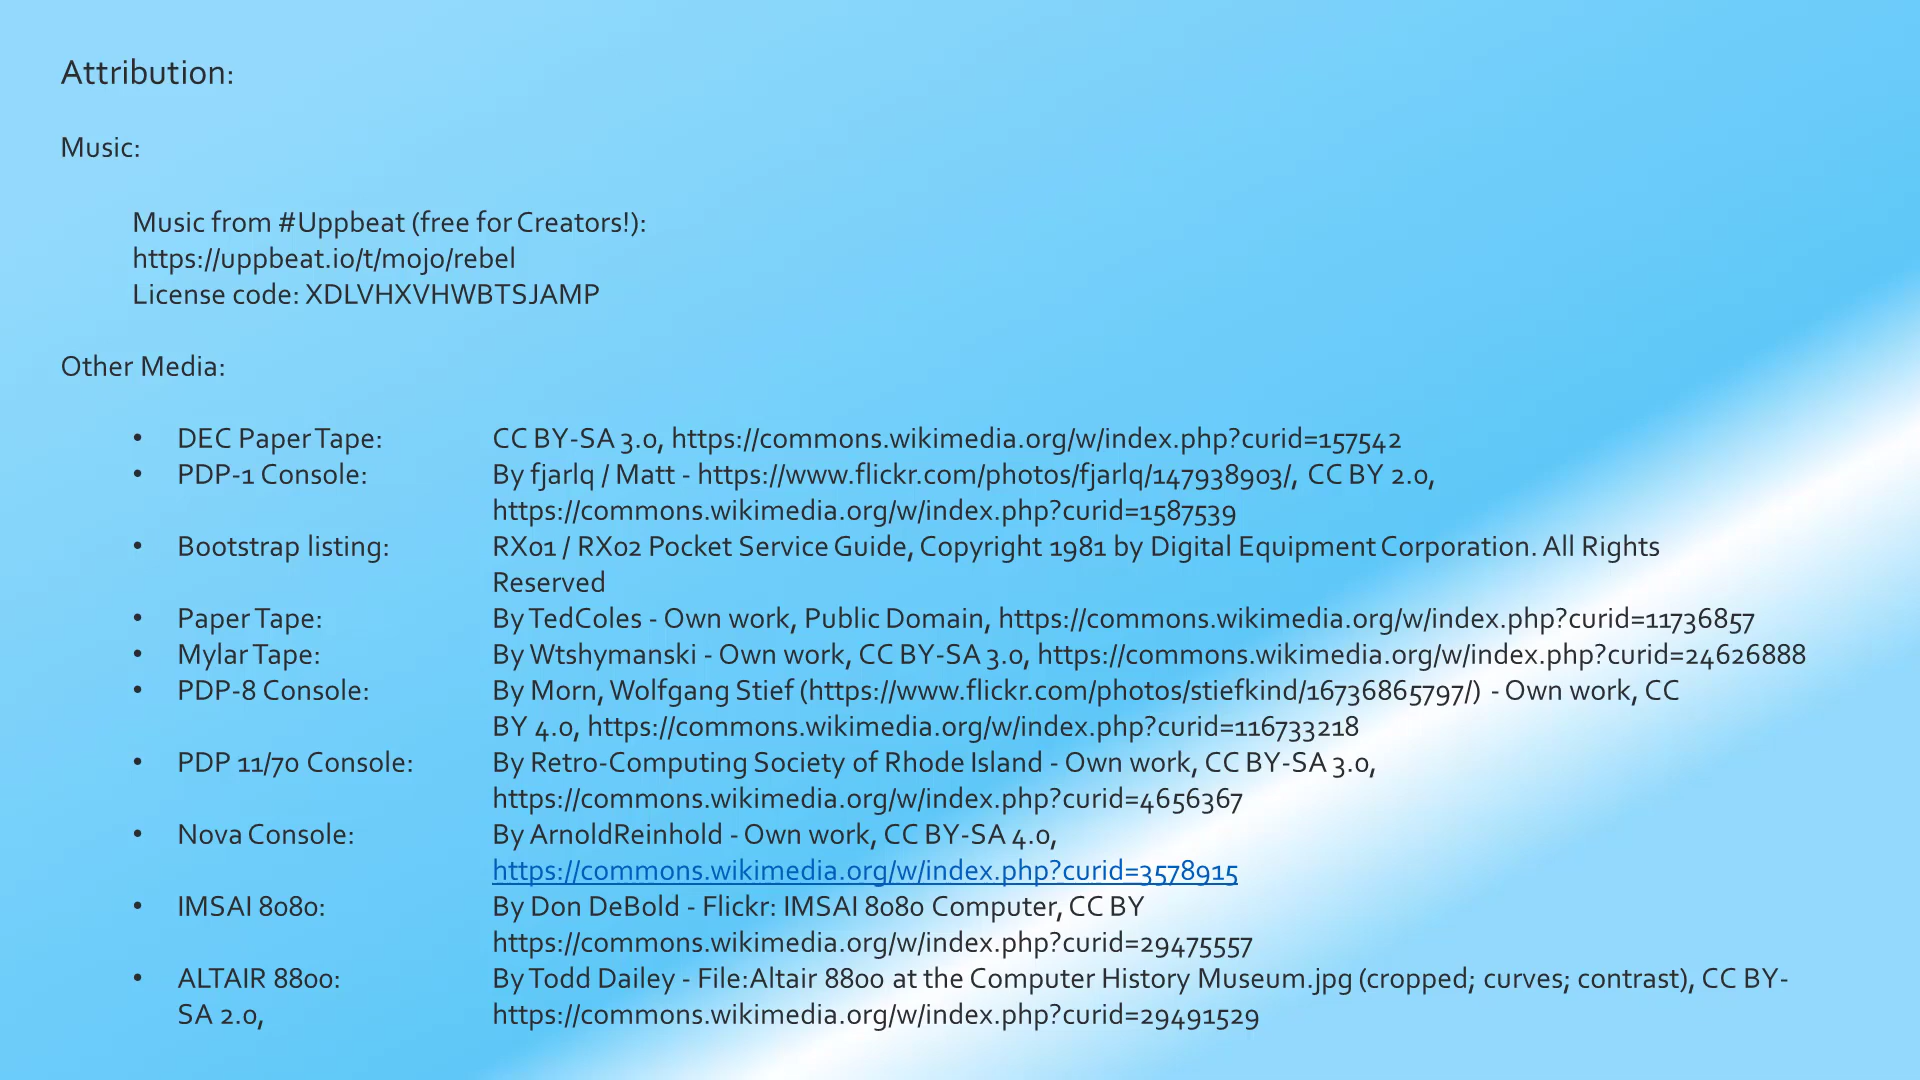 Attribution:
Music:
Music from #Uppbeat (free for Creators!):
https://uppbeat.io/t/mojo/rebel
License code: XDLVHXVHWBTSJAMP
Other Media:
• DEC Paper Tape: CC BY-SA 3.0, https://commons.wikimedia.org/w/index.php?curid=157542
• PDP-1 Console: By fjarlq / Matt - https://www.flickr.com/photos/fjarlq/147938903/, CC BY 2.0,
https://commons.wikimedia.org/w/index.php?curid=1587539
• Bootstrap listing: RX01 / RX02 Pocket Service Guide, Copyright 1981 by Digital Equipment Corporation. All Rights
Reserved
• Paper Tape: By TedColes - Own work, Public Domain, https://commons.wikimedia.org/w/index.php?curid=11736857
• Mylar Tape: By Wtshymanski - Own work, CC BY-SA 3.0, https://commons.wikimedia.org/w/index.php?curid=24626888
• PDP-8 Console: By Morn, Wolfgang Stief (https://www.flickr.com/photos/stiefkind/16736865797/) - Own work, CC
BY 4.0, https://commons.wikimedia.org/w/index.php?curid=116733218
• PDP 11/70 Console: By Retro-Computing Society of Rhode Island - Own work, CC BY-SA 3.0,
https://commons.wikimedia.org/w/index.php?curid=4656367
• Nova Console: By ArnoldReinhold - Own work, CC BY-SA 4.0,
https://commons.wikimedia.org/w/index.php?curid=3578915
• IMSAI 8080: By Don DeBold - Flickr: IMSAI 8080 Computer, CC BY
https://commons.wikimedia.org/w/index.php?curid=29475557
• ALTAIR 8800: By Todd Dailey - File:Altair 8800 at the Computer History Museum.jpg (cropped; curves; contrast), CC BY-
SA 2.0, https://commons.wikimedia.org/w/index.php?curid=29491529